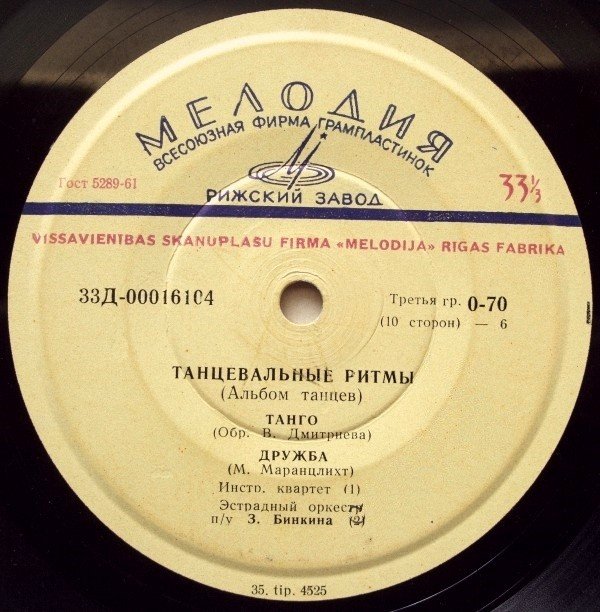 МЕЛОДИЯ
ВСЕСОЮЗНАЯ ФИРМА ГРАМПЛАСТИНОК
Гост 5289-61
РИЖСКИЙ ЗАВОД
33⅓
VISSAVIENĪBAS SKAŅUPLAŠU FIRMA «MELODIJA» RIGAS FABRIKA
33Д-00016104
Третья гр. 0-70
(10 сторон) — 6
ТАНЦЕВАЛЬНЫЕ РИТМЫ
(Альбом танцев)
ТАНГО
(Обр. В. Дмитриева)
ДРУЖБА
(М. Маранцлихт)
Инстр. квартет (1)
Эстрадный оркестр
п/у З. Бинкина (2)
35. tip. 4525